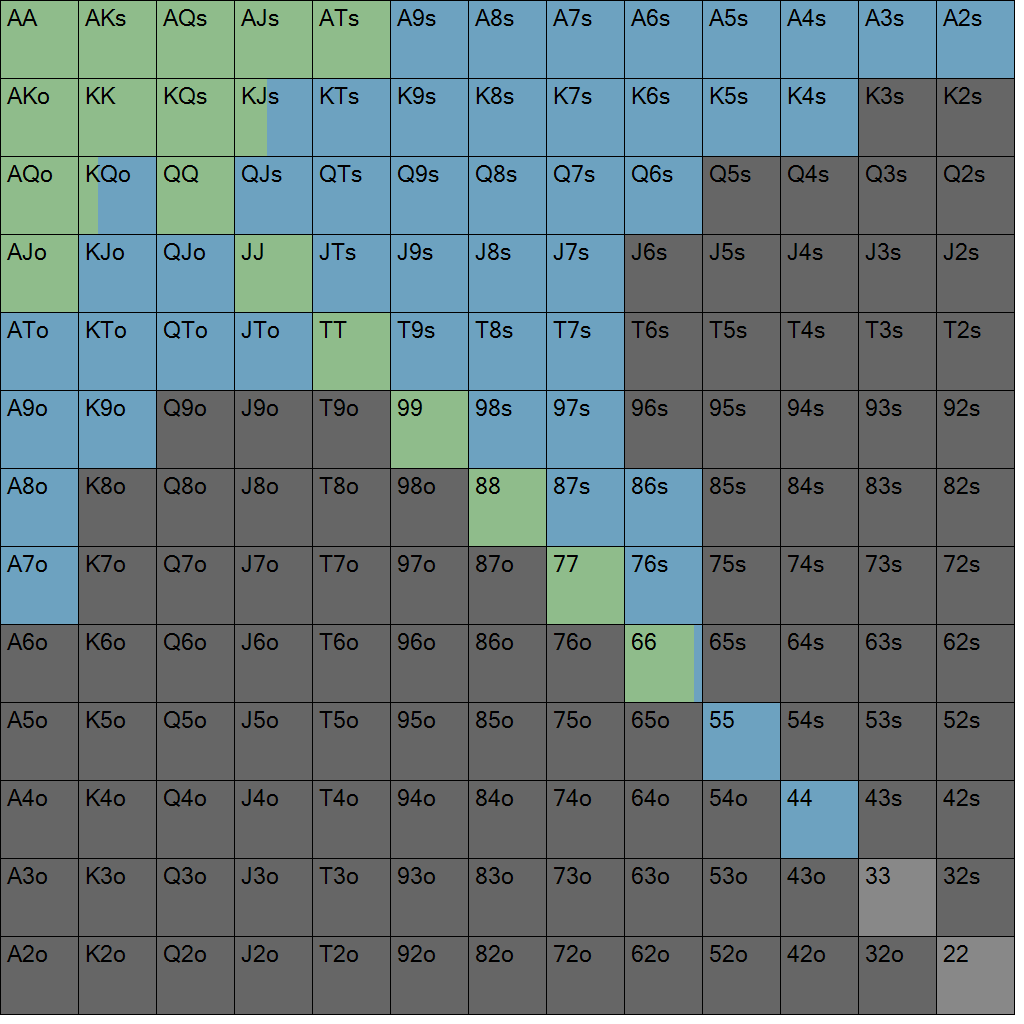 AA AKs AQs AJs ATs A9s A8s A7s A6s A5s A4s A3s A2s
AKo KK KQs KJs KTs K9s K8s K7s K6s K5s K4s K3s K2s
AQo KQo QQ QJs QTs Q9s Q8s Q7s Q6s Q5s Q4s Q3s Q2s
AJo KJo QJo JJ JTs J9s J8s J7s J6s J5s J4s J3s J2s
ATo KTo QTo JTo TT T9s T8s T7s T6s T5s T4s T3s T2s
A9o K9o Q9o J9o T9o 99 98s 97s 96s 95s 94s 93s 92s
A8o K8o Q8o J8o T8o 98o 88 87s 86s 85s 84s 83s 82s
A7o K7o Q7o J7o T7o 97o 87o 77 76s 75s 74s 73s 72s
A6o K6o Q6o J6o T6o 96o 86o 76o 66 65s 64s 63s 62s
A5o K5o Q5o J5o T5o 95o 85o 75o 65o 55 54s 53s 52s
A4o K4o Q4o J4o T4o 94o 84o 74o 64o 54o 44 43s 42s
A3o K3o Q3o J3o T3o 93o 83o 73o 63o 53o 43o 33 32s
A2o K2o Q2o J2o T2o 92o 82o 72o 62o 52o 42o 32o 22